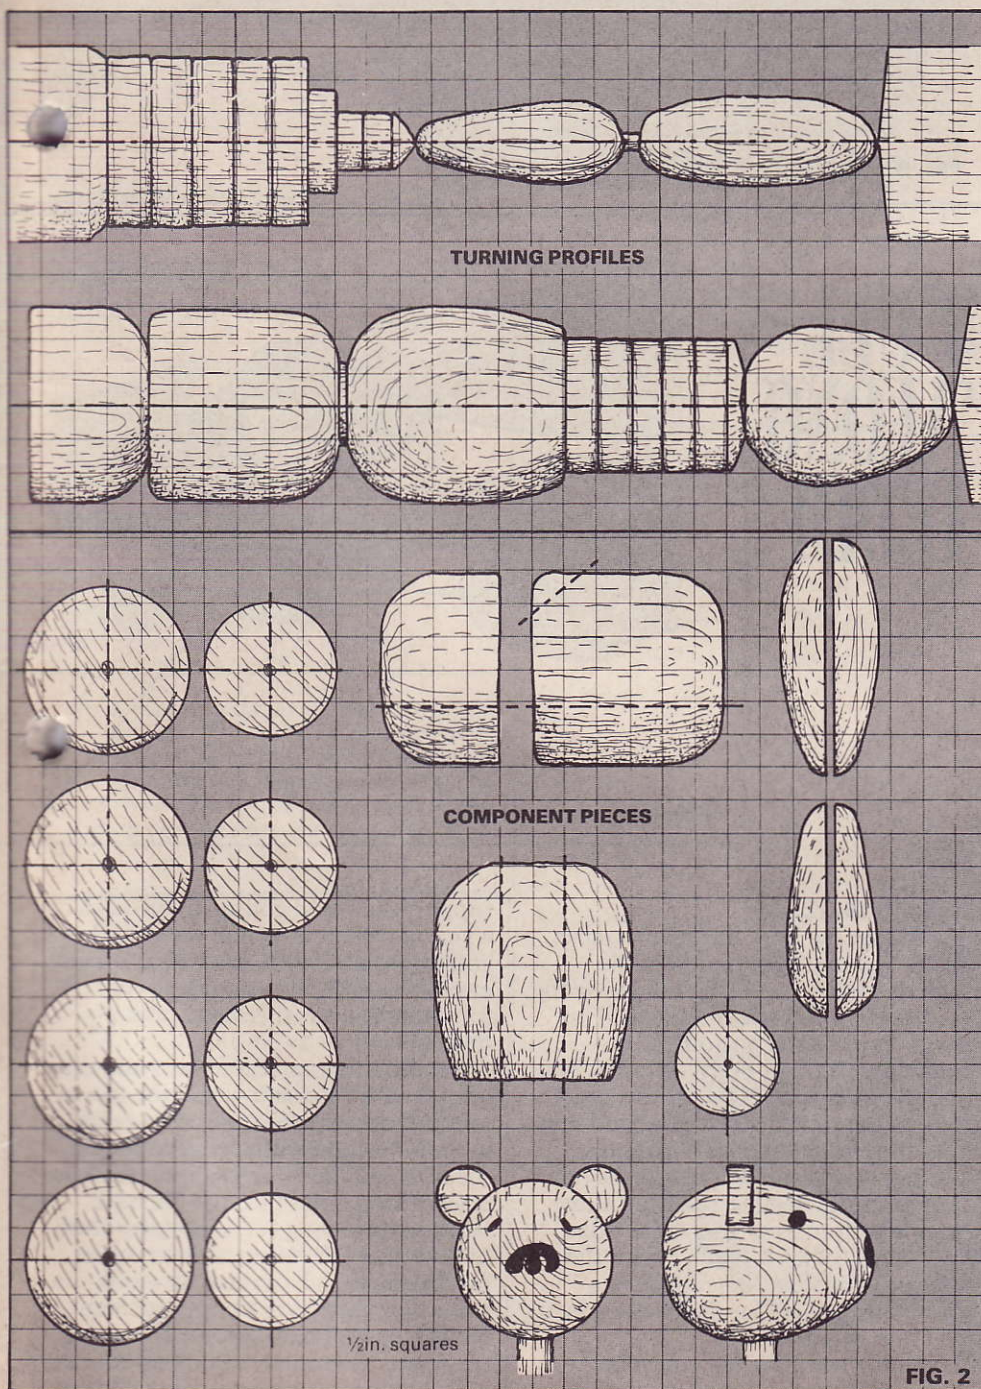 TURNING PROFILES
COMPONENT PIECES
½in. squares
FIG. 2